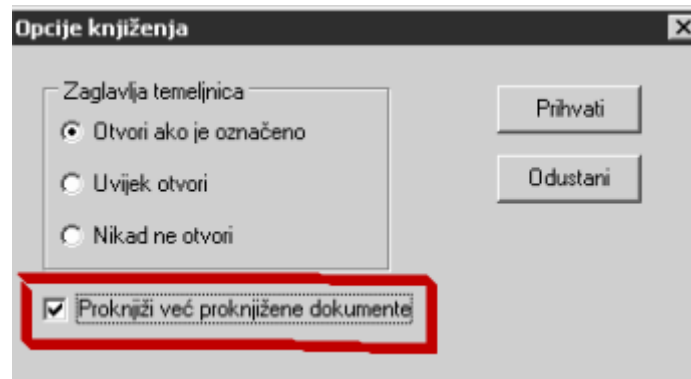 Opcije knjiženja
Zaglavlja temeljnica
Otvori ako je označeno
Uvijek otvori
Nikad ne otvori
Prihvati
Odustani
Proknjiži već proknjižene dokumente